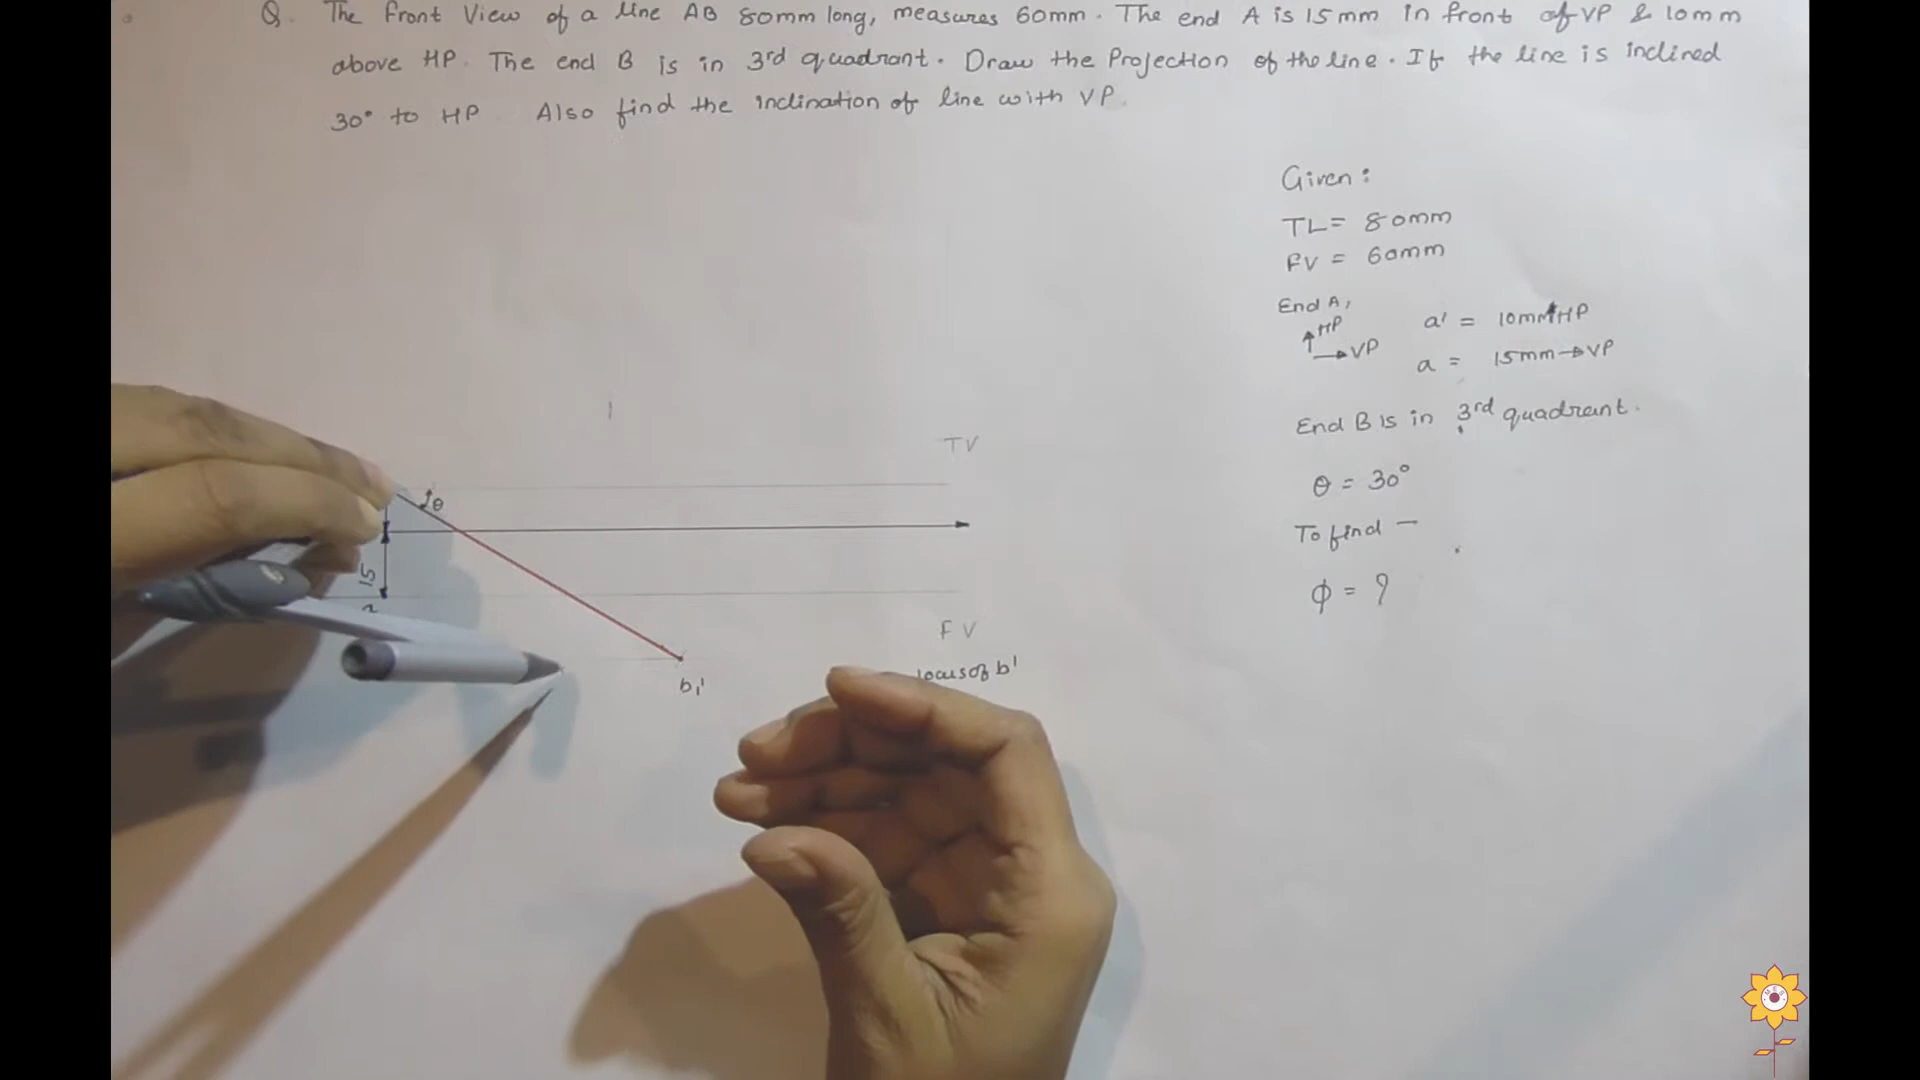 Q. The Front View of a line AB 80mm long, measures 60mm. The end A is 15mm in front of VP & 10mm
above HP. The end B is in 3rd quadrant. Draw the Projection of the line. If the line is inclined
30° to HP Also find the inclination of line with VP.
Given:
TL = 80mm
FV = 60mm
End A,
↑HP a' = 10mm↑HP
→VP a = 15mm→VP
End B is in 3rd quadrant.
θ = 30°
To find –
ϕ = ?
TV
θ
15
FV
locus of b'
b₁'